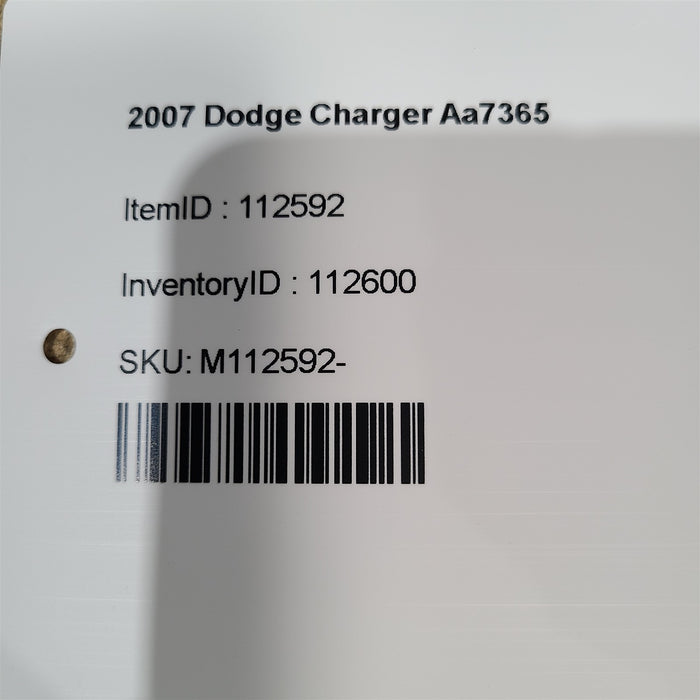 2007 Dodge Charger Aa7365
ItemID : 112592
InventoryID : 112600
SKU: M112592-